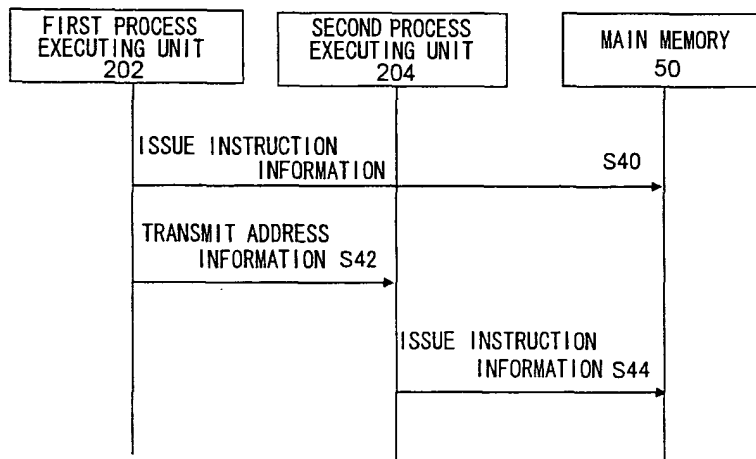 FIRST PROCESS
EXECUTING UNIT
202
SECOND PROCESS
EXECUTING UNIT
204
MAIN MEMORY
50
ISSUE INSTRUCTION
INFORMATION S40
TRANSMIT ADDRESS
INFORMATION S42
ISSUE INSTRUCTION
INFORMATION S44